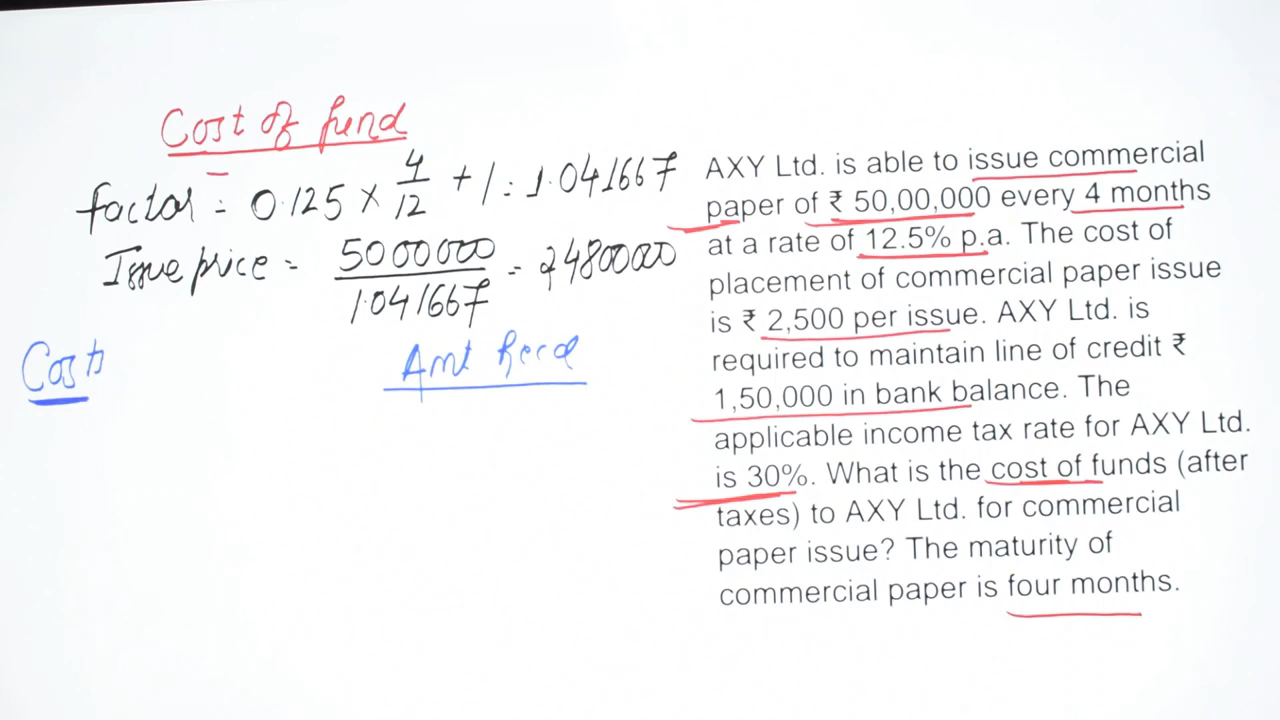 Cost of fund
factor = 0.125 × 4/12 + 1 = 1.041667
Issue price = 5000000/1.041667 = 24800000
Costs
Amt Recd
AXY Ltd. is able to issue commercial
paper of ₹ 50,00,000 every 4 months
at a rate of 12.5% p.a. The cost of
placement of commercial paper issue
is ₹ 2,500 per issue. AXY Ltd. is
required to maintain line of credit ₹
1,50,000 in bank balance. The
applicable income tax rate for AXY Ltd.
is 30%. What is the cost of funds (after
taxes) to AXY Ltd. for commercial
paper issue? The maturity of
commercial paper is four months.